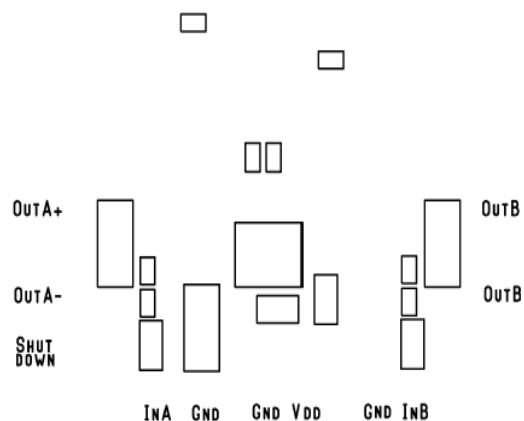 OUTA+ OUTB
OUTA- OUTB
SHUT
DOWN
INA GND GND VDD GND INB